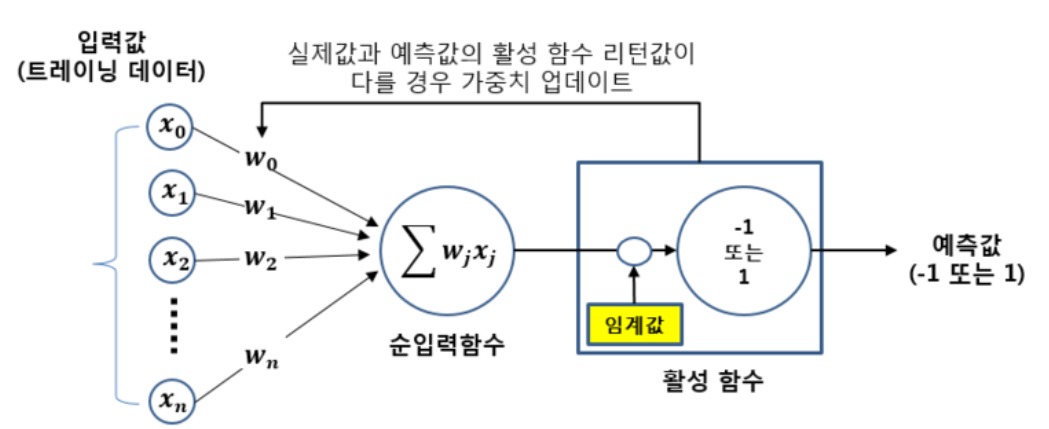 입력값
(트레이닝 데이터)
실제값과 예측값의 활성 함수 리턴값이
다를 경우 가중치 업데이트
x₀
w₀
x₁
w₁
x₂
w₂
xₙ
wₙ
∑ wⱼxⱼ
순입력함수
-1
또는
1
임계값
활성 함수
예측값
(-1 또는 1)